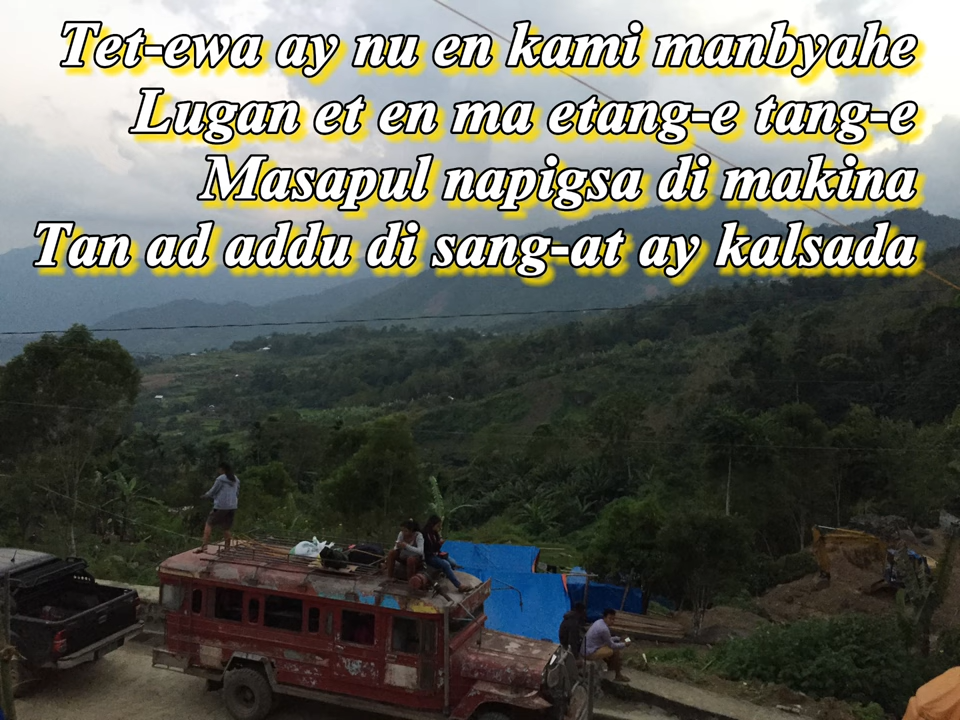 Tet-ewa ay nu en kami manbyahe
Lugan et en ma etang-e tang-e
Masapul napigsa di makina
Tan ad addu di sang-at ay kalsada